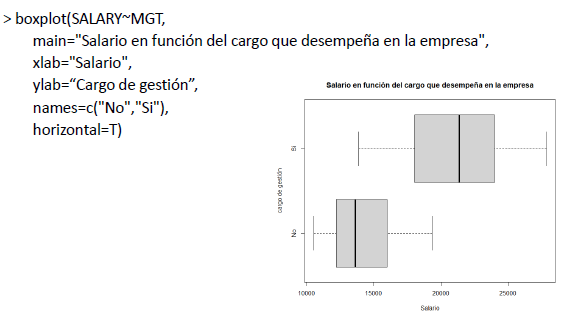 > boxplot(SALARY~MGT,
main="Salario en función del cargo que desempeña en la empresa",
xlab="Salario",
ylab=“Cargo de gestión”,
names=c("No","Si"),
horizontal=T)
Salario en función del cargo que desempeña en la empresa
cargo de gestión
Si
No
10000 15000 20000 25000
Salario